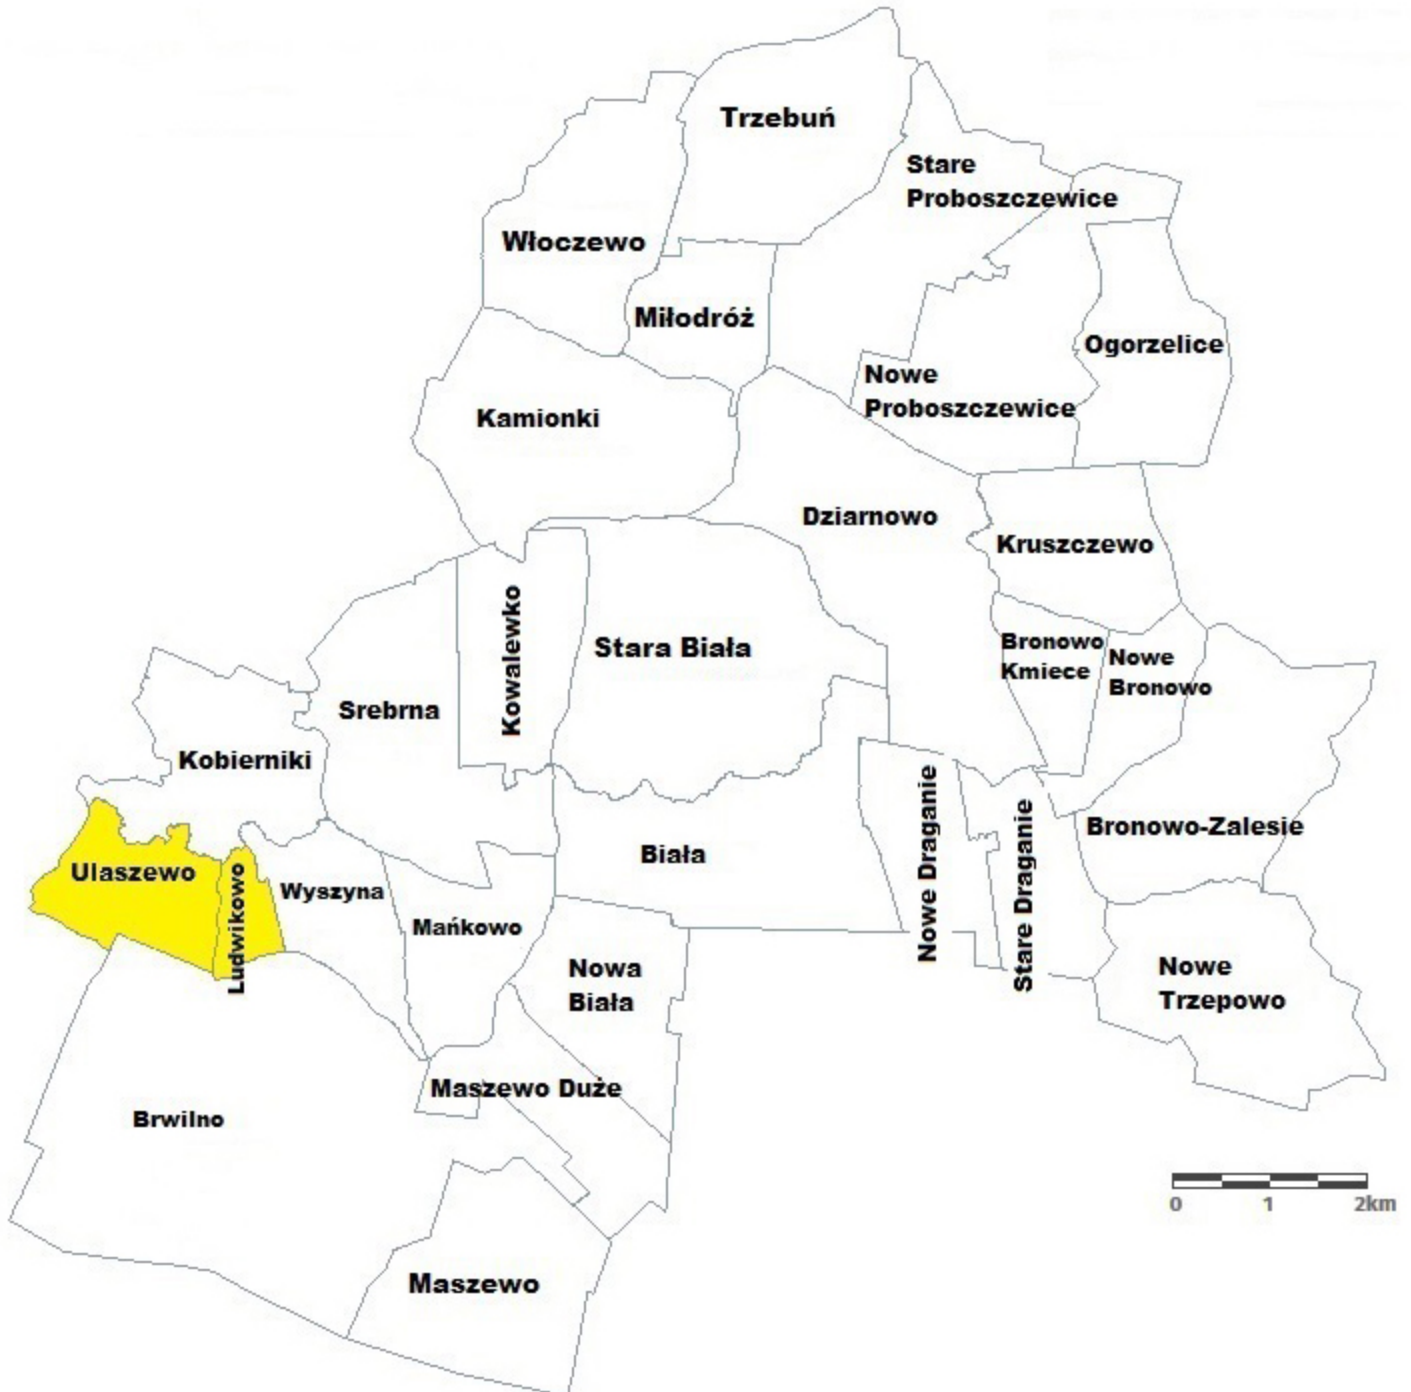 Trzebuń
Stare
Proboszczewice
Włoczewo
Miłodróż
Ogorzelice
Nowe
Proboszczewice
Kamionki
Dziarnowo
Kruszczewo
Kowalewko
Stara Biała
Bronowo
Kmiece
Nowe
Bronowo
Srebrna
Kobierniki
Nowe Draganie
Stare Draganie
Bronowo-Zalesie
Biała
Ulaszewo
Ludwikowo
Wyszyna
Mańkowo
Nowa
Biała
Nowe
Trzepowo
Maszewo Duże
Brwilno
0 1 2km
Maszewo